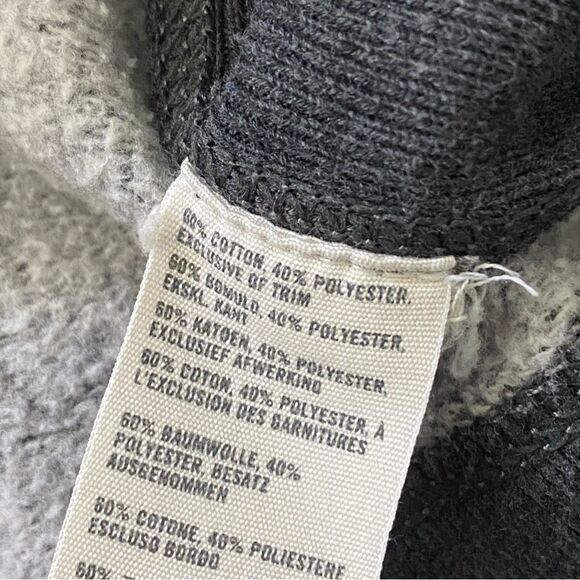 60% COTTON, 40% POLYESTER,
EXCLUSIVE OF TRIM
60% BOMULD, 40% POLYESTER,
EKSKL. KANT
60% KATOEN, 40% POLYESTER,
EXCLUSIEF AFWERKING
60% COTON, 40% POLYESTER, À
L'EXCLUSION DES GARNITURES
60% BAUMWOLLE, 40%
POLYESTER, BESATZ
AUSGENOMMEN
60% COTONE, 40% POLIESTERE
ESCLUSO BORDO
60%